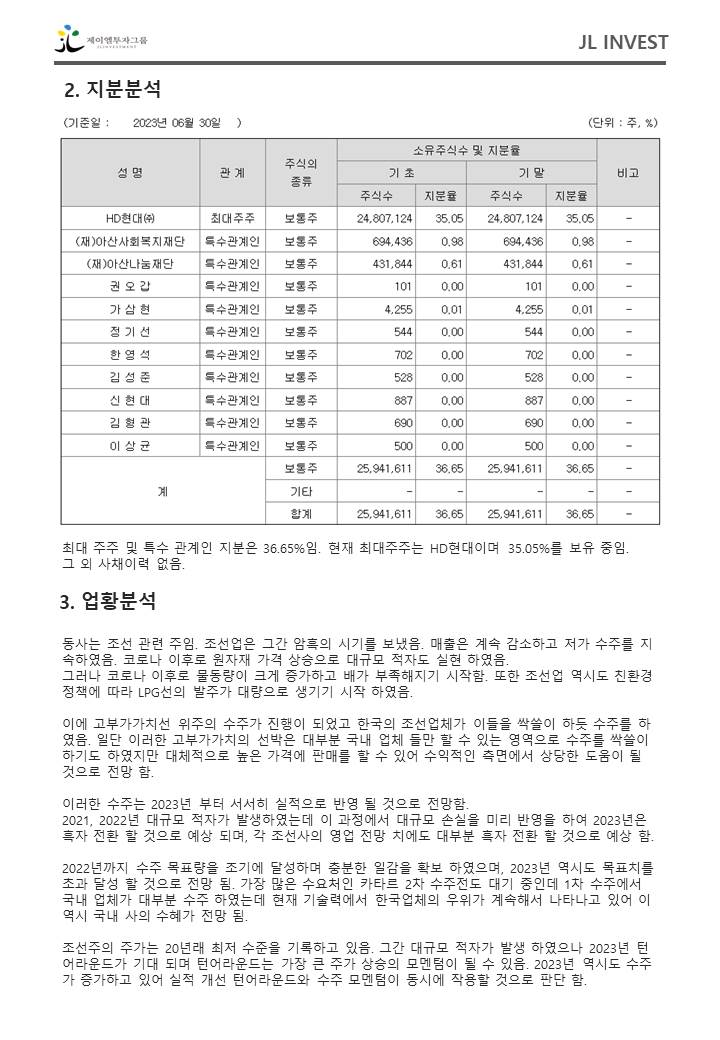 제이엘투자그룹
JLINVESTMENT
JL INVEST
2. 지분분석
(기준일 : 2023년 06월 30일 ) (단위 : 주, %)
성 명 관 계 주식의 종류 소유주식수 및 지분율 비고
기 초 기 말
주식수 지분율 주식수 지분율
HD현대㈜ 최대주주 보통주 24,807,124 35.05 24,807,124 35.05 -
(재)아산사회복지재단 특수관계인 보통주 694,436 0.98 694,436 0.98 -
(재)아산나눔재단 특수관계인 보통주 431,844 0.61 431,844 0.61 -
권 오 갑 특수관계인 보통주 101 0.00 101 0.00 -
가 삼 현 특수관계인 보통주 4,255 0.01 4,255 0.01 -
정 기 선 특수관계인 보통주 544 0.00 544 0.00 -
한 영 석 특수관계인 보통주 702 0.00 702 0.00 -
김 성 준 특수관계인 보통주 528 0.00 528 0.00 -
신 현 대 특수관계인 보통주 887 0.00 887 0.00 -
김 형 관 특수관계인 보통주 690 0.00 690 0.00 -
이 상 균 특수관계인 보통주 500 0.00 500 0.00 -
계 보통주 25,941,611 36.65 25,941,611 36.65 -
기타 - - - - -
합계 25,941,611 36.65 25,941,611 36.65 -
최대 주주 및 특수 관계인 지분은 36.65%임. 현재 최대주주는 HD현대이며 35.05%를 보유 중임.
그 외 사채이력 없음.
3. 업황분석
동사는 조선 관련 주임. 조선업은 그간 암흑의 시기를 보냈음. 매출은 계속 감소하고 저가 수주를 지
속하였음. 코로나 이후로 원자재 가격 상승으로 대규모 적자도 실현 하였음.
그러나 코로나 이후로 물동량이 크게 증가하고 배가 부족해지기 시작함. 또한 조선업 역시도 친환경
정책에 따라 LPG선의 발주가 대량으로 생기기 시작 하였음.
이에 고부가가치선 위주의 수주가 진행이 되었고 한국의 조선업체가 이들을 싹쓸이 하듯 수주를 하
였음. 일단 이러한 고부가가치의 선박은 대부분 국내 업체 들만 할 수 있는 영역으로 수주를 싹쓸이
하기도 하였지만 대체적으로 높은 가격에 판매를 할 수 있어 수익적인 측면에서 상당한 도움이 될
것으로 전망 함.
이러한 수주는 2023년 부터 서서히 실적으로 반영 될 것으로 전망함.
2021, 2022년 대규모 적자가 발생하였는데 이 과정에서 대규모 손실을 미리 반영을 하여 2023년은
흑자 전환 할 것으로 예상 되며, 각 조선사의 영업 전망 치에도 대부분 흑자 전환 할 것으로 예상 함.
2022년까지 수주 목표량을 조기에 달성하며 충분한 일감을 확보 하였으며, 2023년 역시도 목표치를
초과 달성 할 것으로 전망 됨. 가장 많은 수요처인 카타르 2차 수주전도 대기 중인데 1차 수주에서
국내 업체가 대부분 수주 하였는데 현재 기술력에서 한국업체의 우위가 계속해서 나타나고 있어 이
역시 국내 사의 수혜가 전망 됨.
조선주의 주가는 20년래 최저 수준을 기록하고 있음. 그간 대규모 적자가 발생 하였으나 2023년 턴
어라운드가 기대 되며 턴어라운드는 가장 큰 주가 상승의 모멘텀이 될 수 있음. 2023년 역시도 수주
가 증가하고 있어 실적 개선 턴어라운드와 수주 모멘텀이 동시에 작용할 것으로 판단 함.